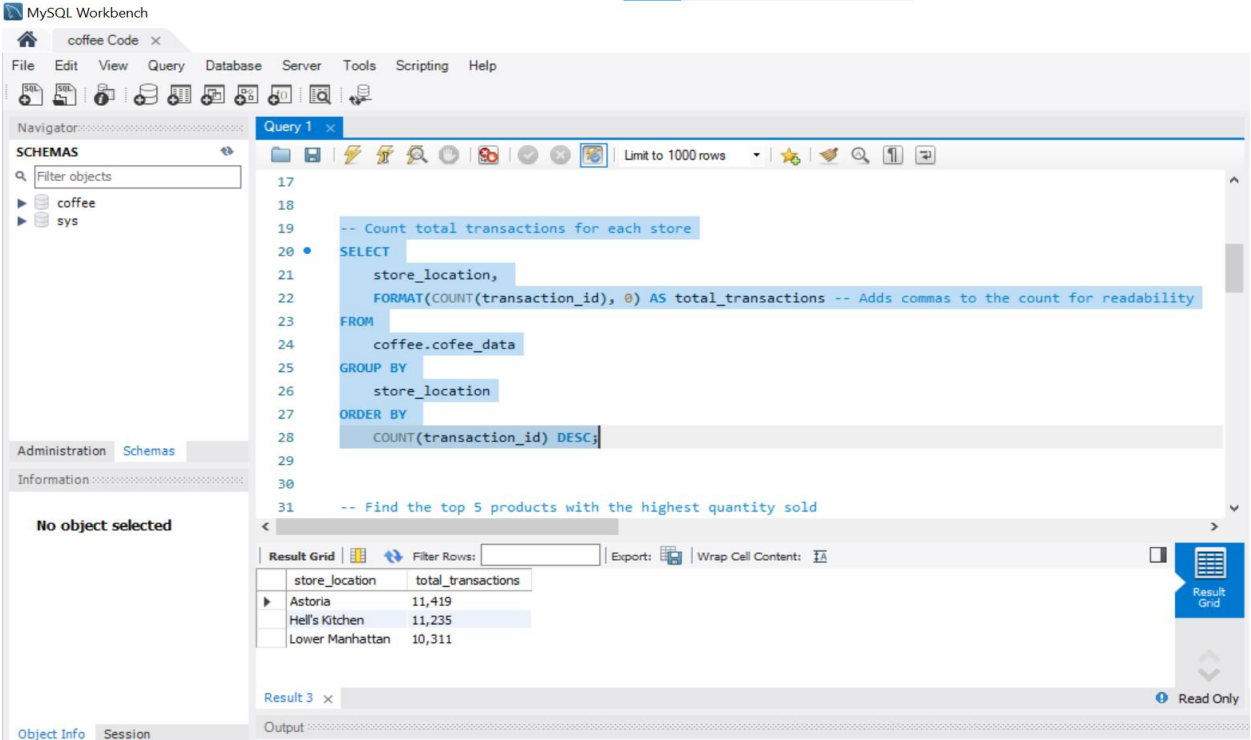 MySQL Workbench
coffee Code
File Edit View Query Database Server Tools Scripting Help
Navigator
SCHEMAS
Filter objects
coffee
sys
Administration Schemas
Information
No object selected
Object Info Session
Query 1
Limit to 1000 rows
17
18
19 -- Count total transactions for each store
20 SELECT
21 store_location,
22 FORMAT(COUNT(transaction_id), 0) AS total_transactions -- Adds commas to the count for readability
23 FROM
24 coffee.cofee_data
25 GROUP BY
26 store_location
27 ORDER BY
28 COUNT(transaction_id) DESC;
29
30
31 -- Find the top 5 products with the highest quantity sold
Result Grid Filter Rows: Export: Wrap Cell Content:
store_location total_transactions
Astoria 11,419
Hell's Kitchen 11,235
Lower Manhattan 10,311
Result
Grid
Result 3
Read Only
Output